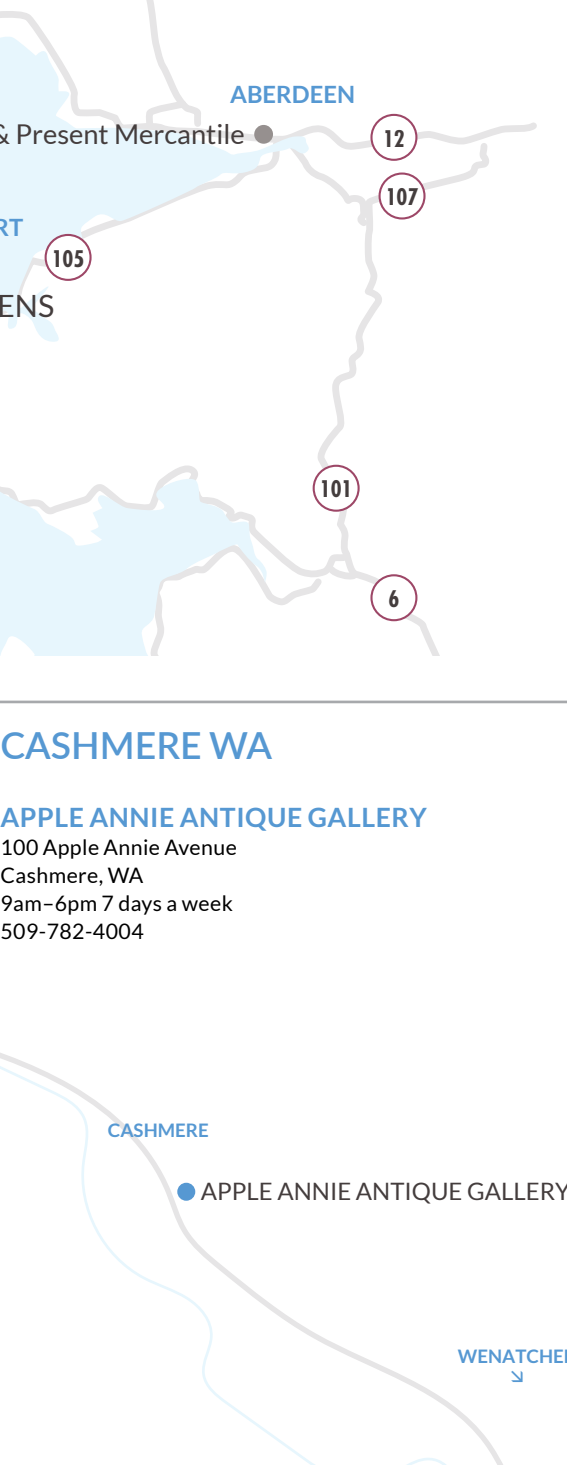 ABERDEEN
& Present Mercantile
12
107
RT
105
ENS
101
6
CASHMERE WA
APPLE ANNIE ANTIQUE GALLERY
100 Apple Annie Avenue
Cashmere, WA
9am–6pm 7 days a week
509-782-4004
CASHMERE
APPLE ANNIE ANTIQUE GALLERY
WENATCHE